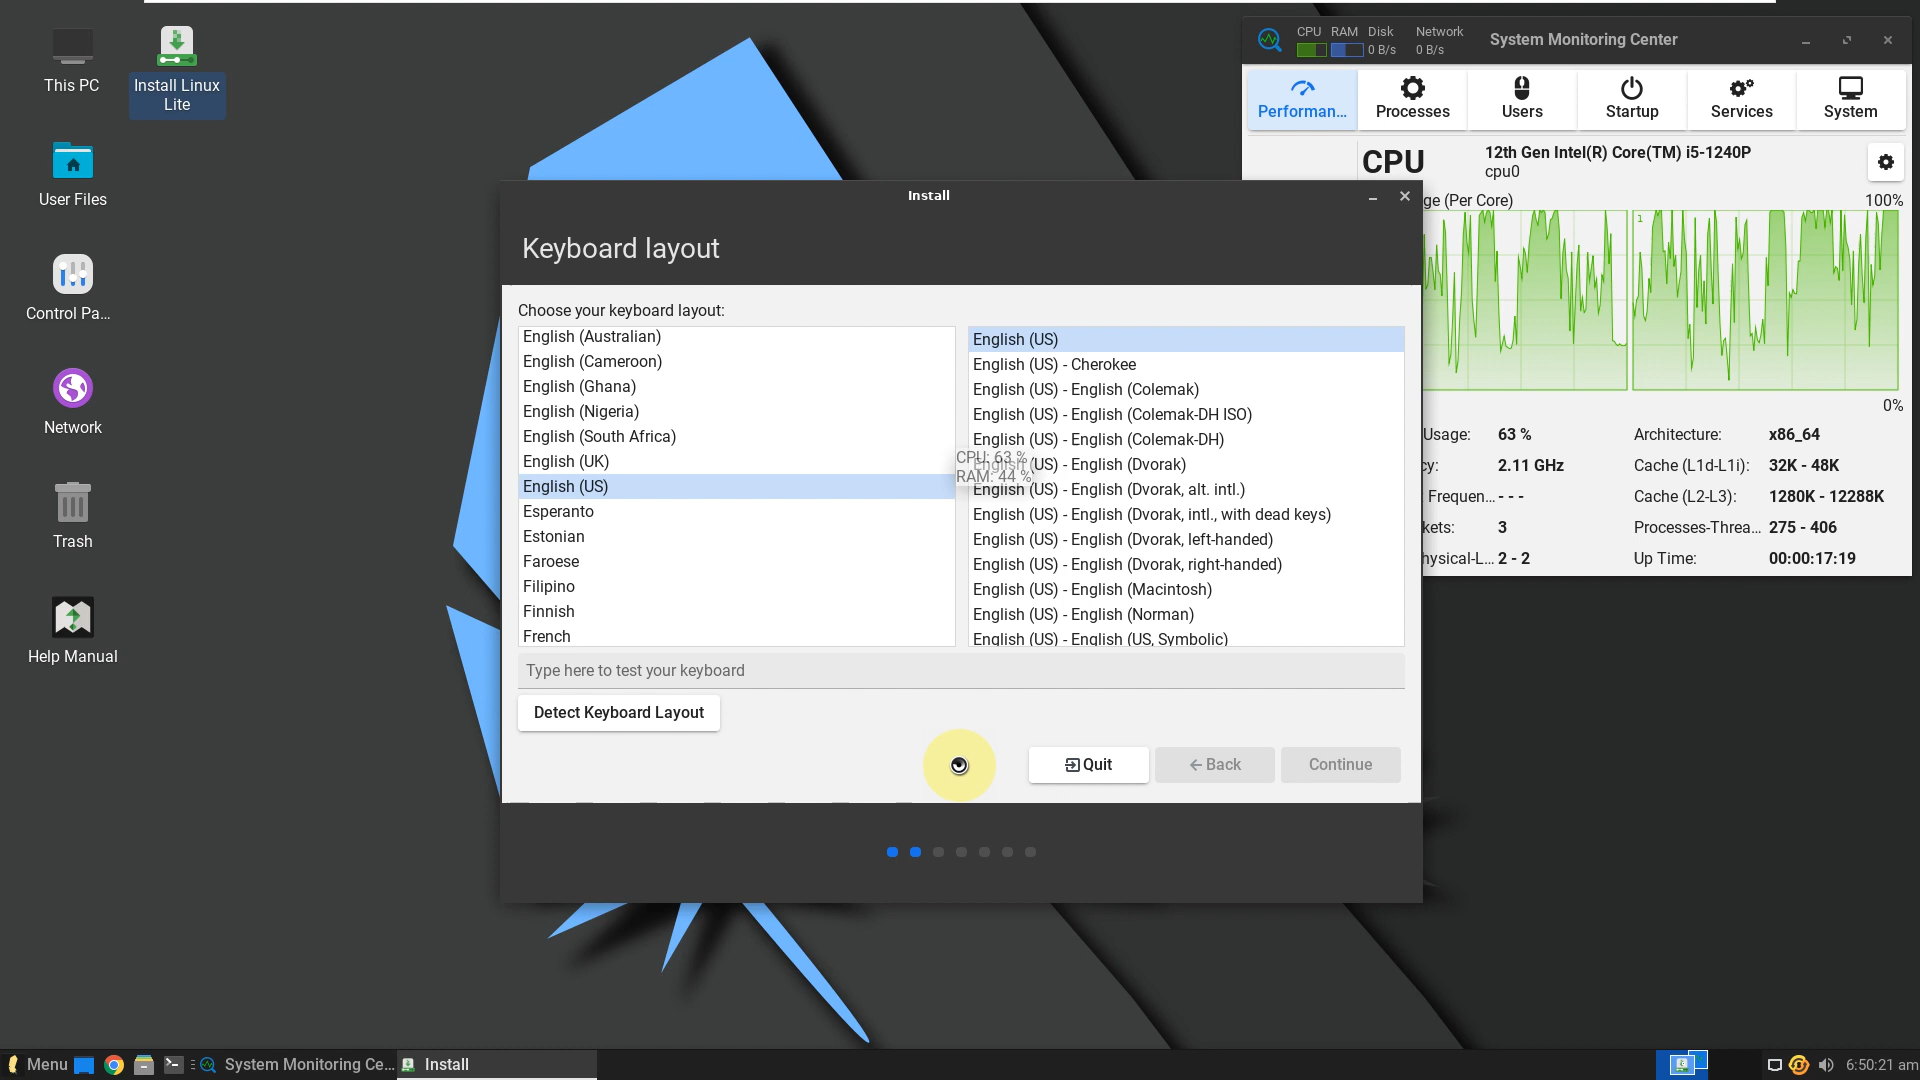 This PC
Install Linux
Lite
User Files
Control Pa...
Network
Trash
Help Manual
CPU RAM Disk Network
0 B/s 0 B/s
System Monitoring Center
Performan...
Processes
Users
Startup
Services
System
CPU
12th Gen Intel(R) Core(TM) i5-1240P
cpu0
ge (Per Core)
100%
1
0%
Usage: 63 %
cy: 2.11 GHz
Frequen... - - -
kets: 3
hysical-L... 2 - 2
Architecture: x86_64
Cache (L1d-L1i): 32K - 48K
Cache (L2-L3): 1280K - 12288K
Processes-Threa... 275 - 406
Up Time: 00:00:17:19
Install
Keyboard layout
Choose your keyboard layout:
English (Australian)
English (Cameroon)
English (Ghana)
English (Nigeria)
English (South Africa)
English (UK)
English (US)
Esperanto
Estonian
Faroese
Filipino
Finnish
French
English (US)
English (US) - Cherokee
English (US) - English (Colemak)
English (US) - English (Colemak-DH ISO)
English (US) - English (Colemak-DH)
English (US) - English (Dvorak)
English (US) - English (Dvorak, alt. intl.)
English (US) - English (Dvorak, intl., with dead keys)
English (US) - English (Dvorak, left-handed)
English (US) - English (Dvorak, right-handed)
English (US) - English (Macintosh)
English (US) - English (Norman)
English (US) - English (US, Symbolic)
CPU: 63 %
RAM: 44 %
Type here to test your keyboard
Detect Keyboard Layout
Quit
Back
Continue
Menu
System Monitoring Ce...
Install
6:50:21 am